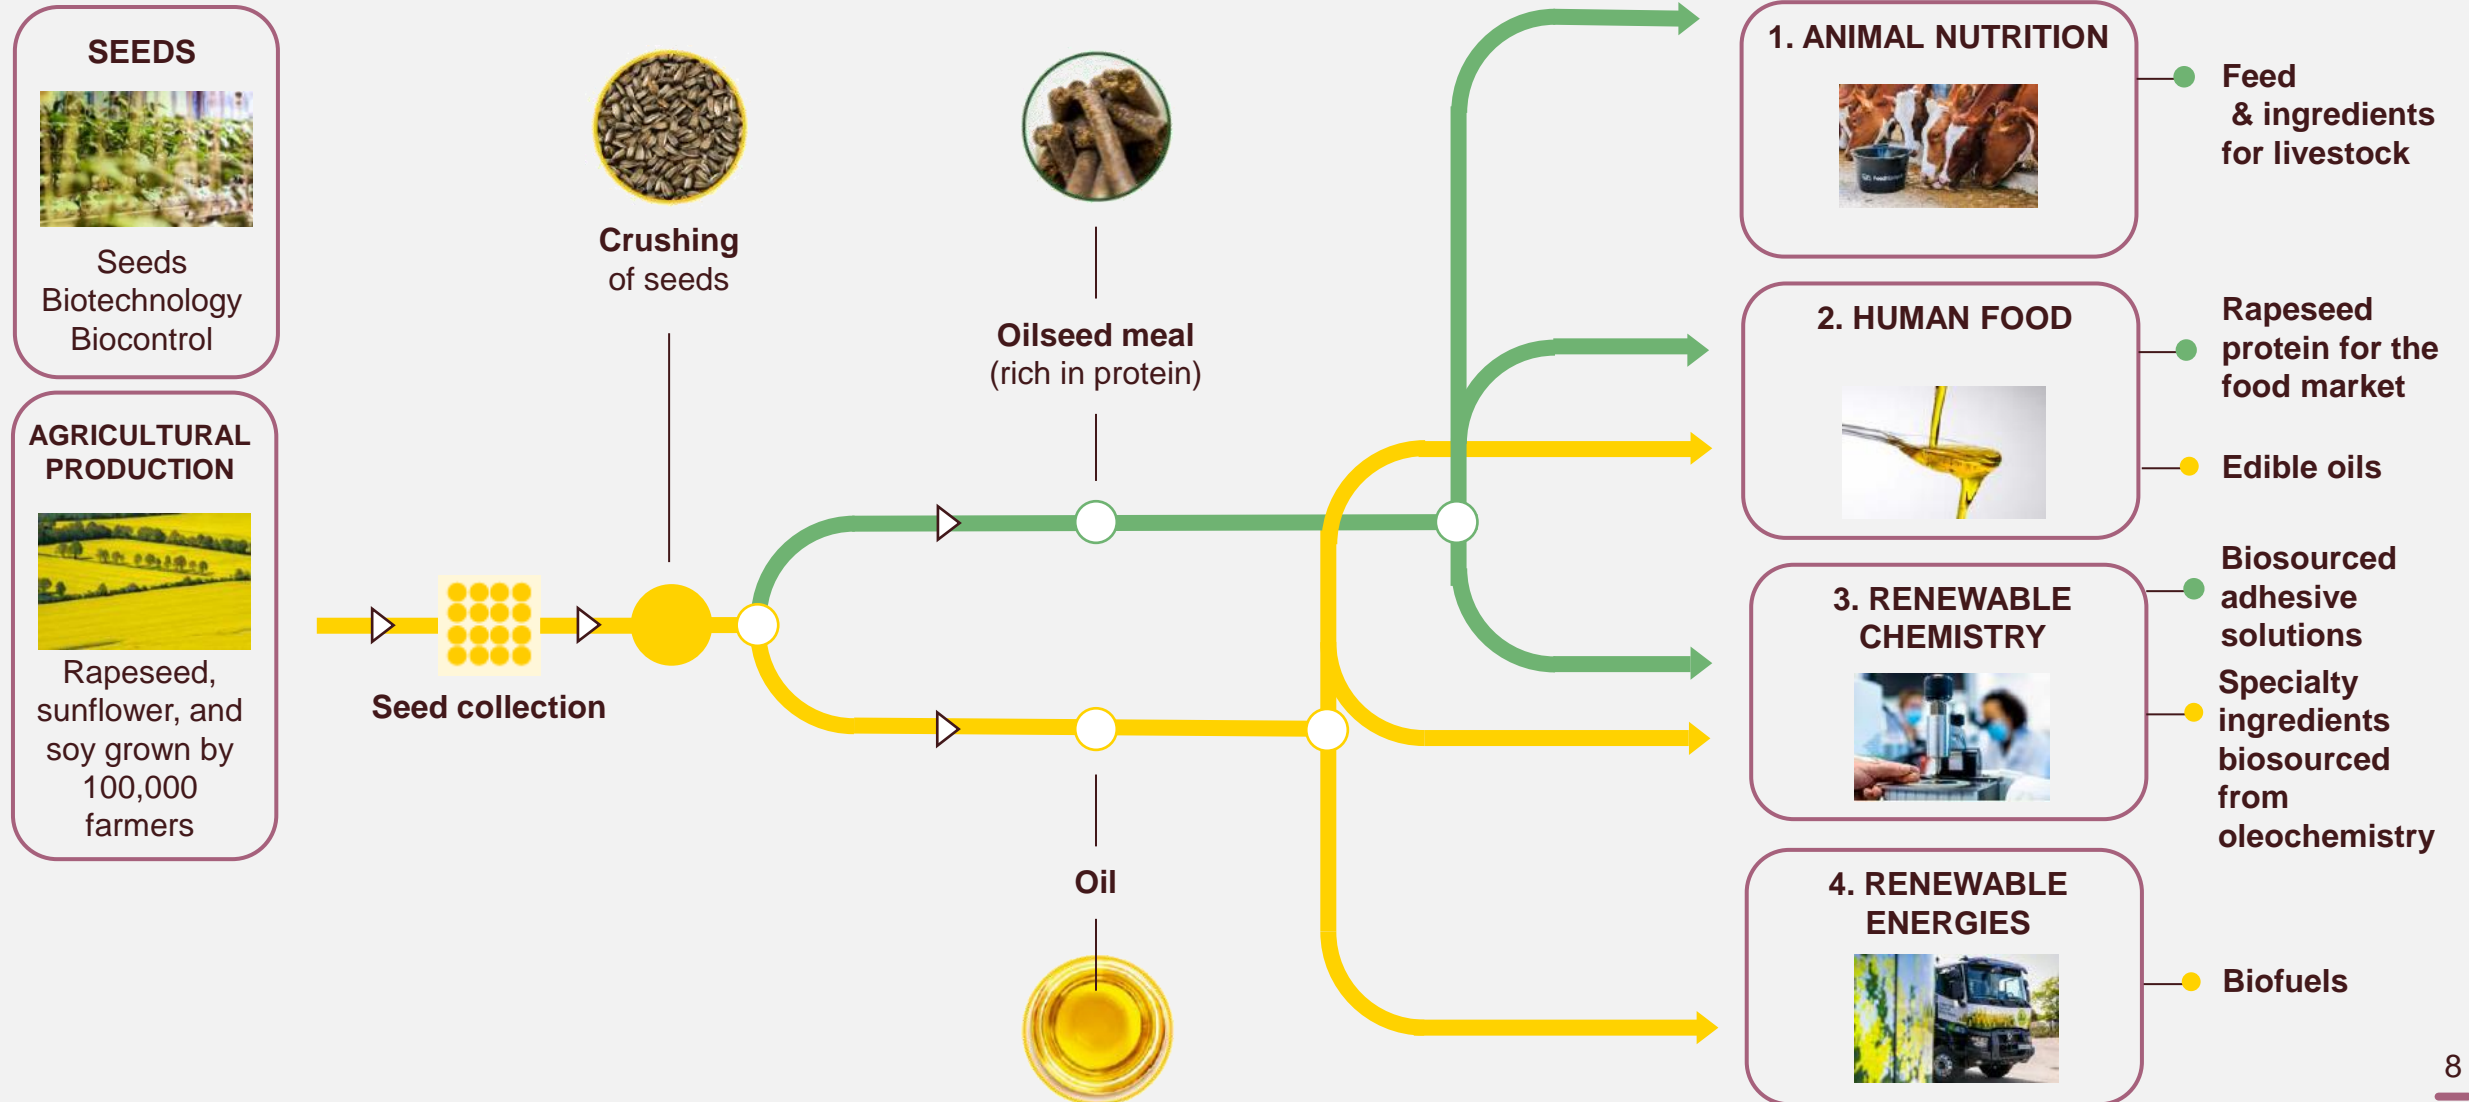 SEEDS
Seeds
Biotechnology
Biocontrol
AGRICULTURAL
PRODUCTION
Rapeseed,
sunflower, and
soy grown by
100,000
farmers
Seed collection
Crushing
of seeds
Oilseed meal
(rich in protein)
Oil
1. ANIMAL NUTRITION
Feed
& ingredients
for livestock
2. HUMAN FOOD
Rapeseed
protein for the
food market
Edible oils
3. RENEWABLE
CHEMISTRY
Biosourced
adhesive
solutions
Specialty
ingredients
biosourced
from
oleochemistry
4. RENEWABLE
ENERGIES
Biofuels
8